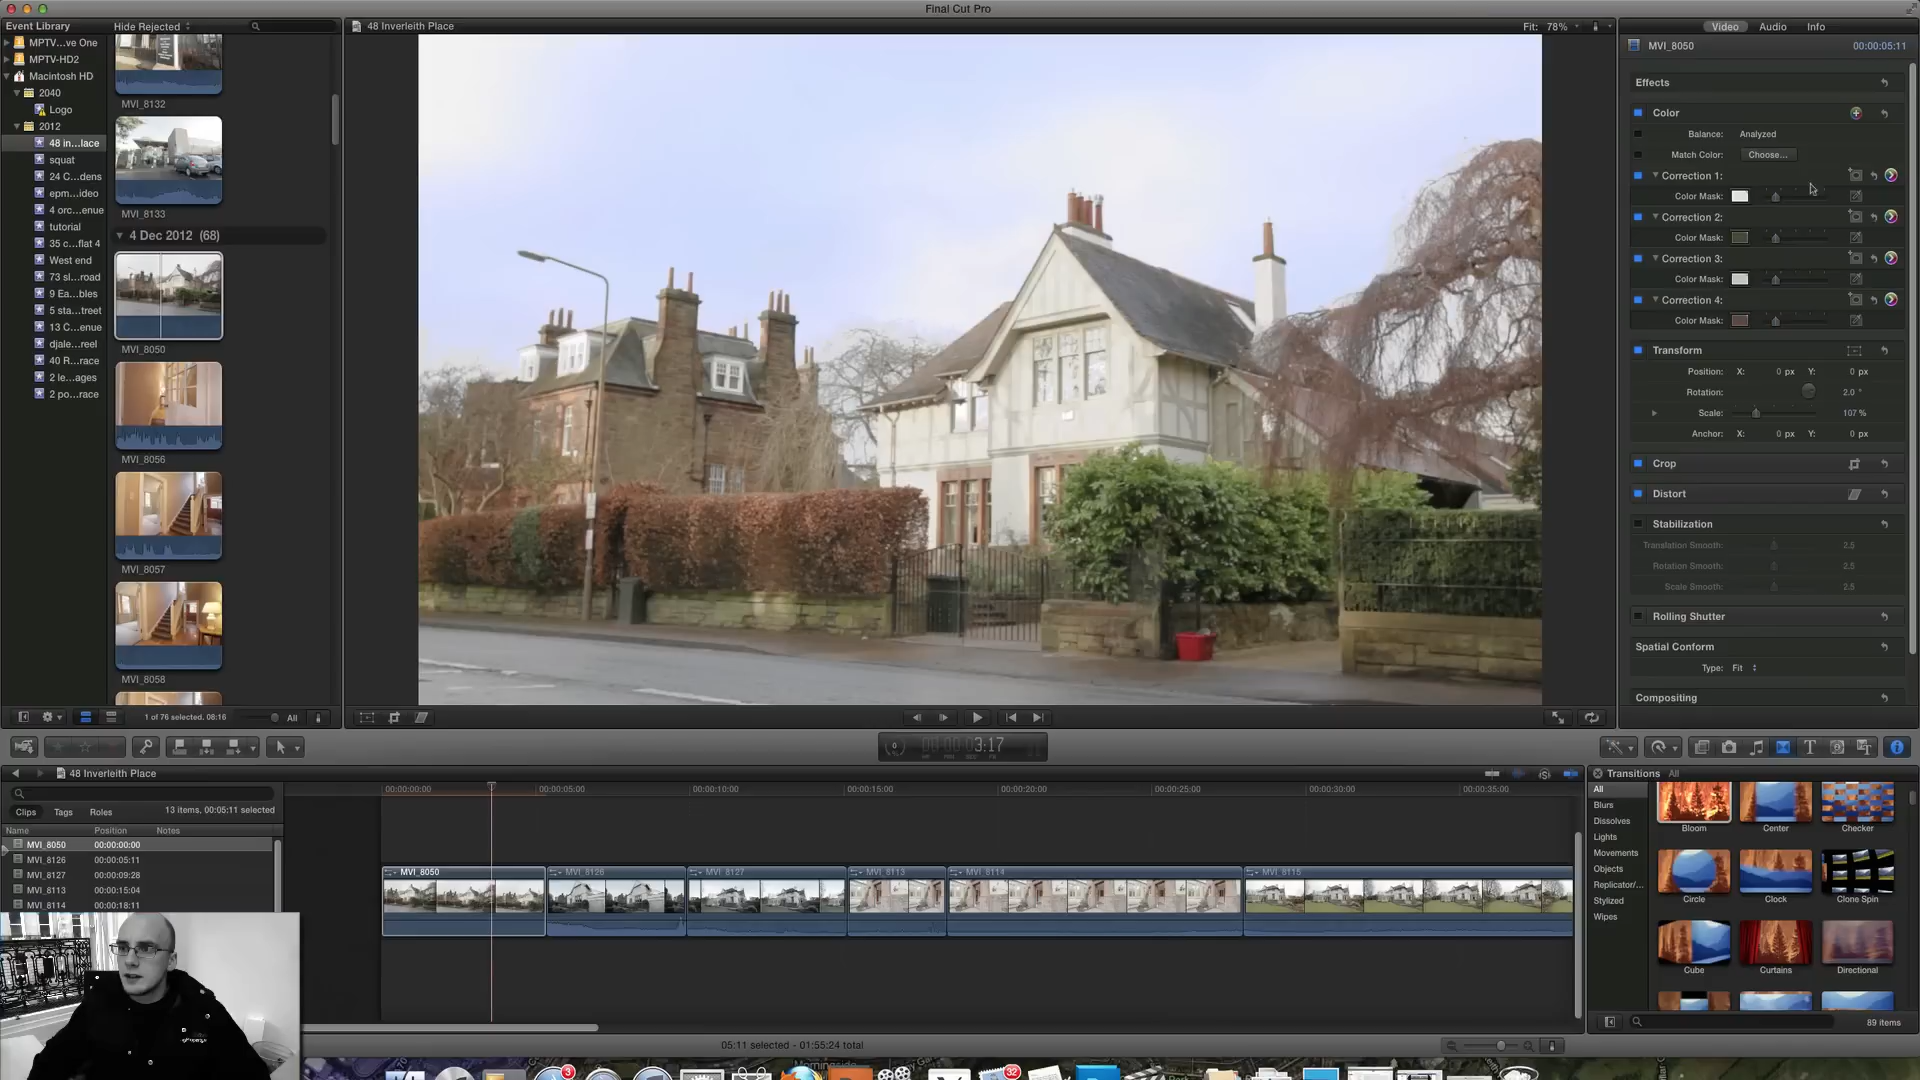 Final Cut Pro
Event Library
Hide Rejected
48 Inverleith Place
Fit: 78%
Video
Audio
Info
MPTV...ve One
MPTV-HD2
Macintosh HD
2040
Logo
2012
48 in...lace
squat
24 C...dens
epm...ideo
4 orc...enue
tutorial
35 c...flat 4
West end
73 sl...road
9 Ea...bles
5 sta...treet
13 C...enue
djale...reel
40 R...race
2 le...ages
2 po...race
MVI_8132
MVI_8133
4 Dec 2012 (68)
MVI_8050
MVI_8056
MVI_8057
MVI_8058
1 of 76 selected. 08:16
All
MVI_8050
00:00:05:11
Effects
Color
Balance: Analyzed
Match Color: Choose...
Correction 1:
Color Mask:
Correction 2:
Color Mask:
Correction 3:
Color Mask:
Correction 4:
Color Mask:
Transform
Position: X: 0 px Y: 0 px
Rotation: 2.0 °
Scale: 107 %
Anchor: X: 0 px Y: 0 px
Crop
Distort
Stabilization
Translation Smooth: 2.5
Rotation Smooth: 2.5
Scale Smooth: 2.5
Rolling Shutter
Spatial Conform
Type: Fit
Compositing
00:00:03:17
48 Inverleith Place
Clips
Tags
Roles
13 items, 00:05:11 selected
Name Position Notes
MVI_8050 00:00:00:00
MVI_8126 00:00:05:11
MVI_8127 00:00:09:28
MVI_8113 00:00:15:04
MVI_8114 00:00:18:11
00:00:00:00
00:00:05:00
00:00:10:00
00:00:15:00
00:00:20:00
00:00:25:00
00:00:30:00
00:00:35:00
MVI_8050
MVI_8126
MVI_8127
MVI_8113
MVI_8114
MVI_8115
Transitions All
All
Blurs
Dissolves
Lights
Movements
Objects
Replicator/...
Stylized
Wipes
Bloom
Center
Checker
Circle
Clock
Clone Spin
Cube
Curtains
Directional
89 items
05:11 selected - 01:55:24 total
3
32